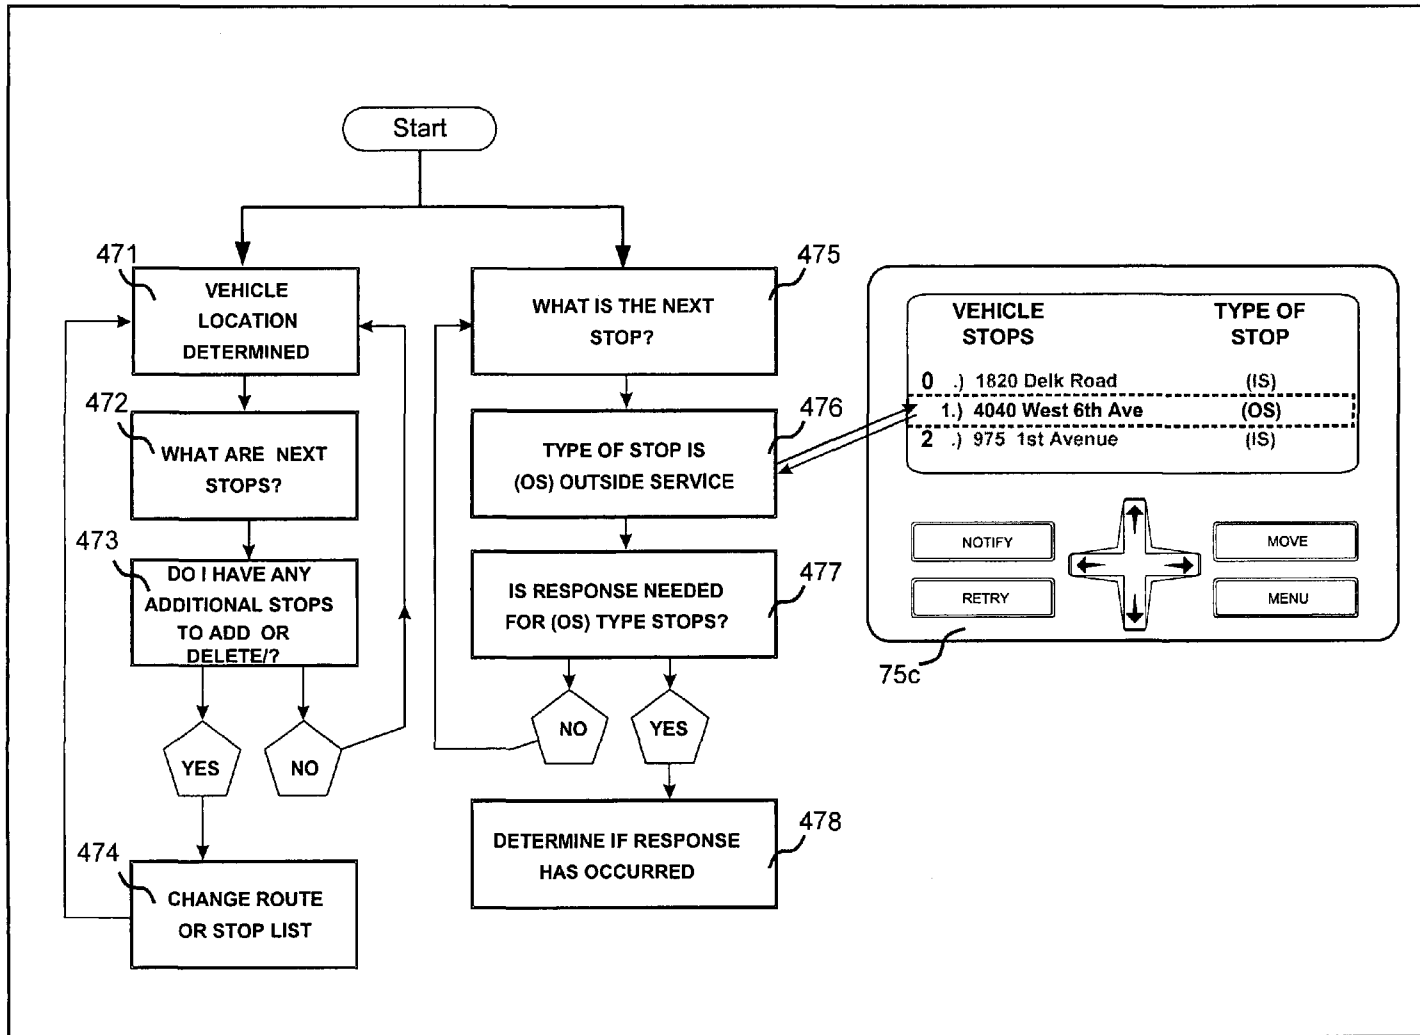 Start
471
VEHICLE
LOCATION
DETERMINED
472
WHAT ARE NEXT
STOPS?
473
DO I HAVE ANY
ADDITIONAL STOPS
TO ADD OR
DELETE/?
YES
NO
474
CHANGE ROUTE
OR STOP LIST
475
WHAT IS THE NEXT
STOP?
476
TYPE OF STOP IS
(OS) OUTSIDE SERVICE
477
IS RESPONSE NEEDED
FOR (OS) TYPE STOPS?
NO
YES
478
DETERMINE IF RESPONSE
HAS OCCURRED
VEHICLE
STOPS
TYPE OF
STOP
0 .) 1820 Delk Road (IS)
1.) 4040 West 6th Ave (OS)
2 .) 975 1st Avenue (IS)
NOTIFY
RETRY
MOVE
MENU
75c